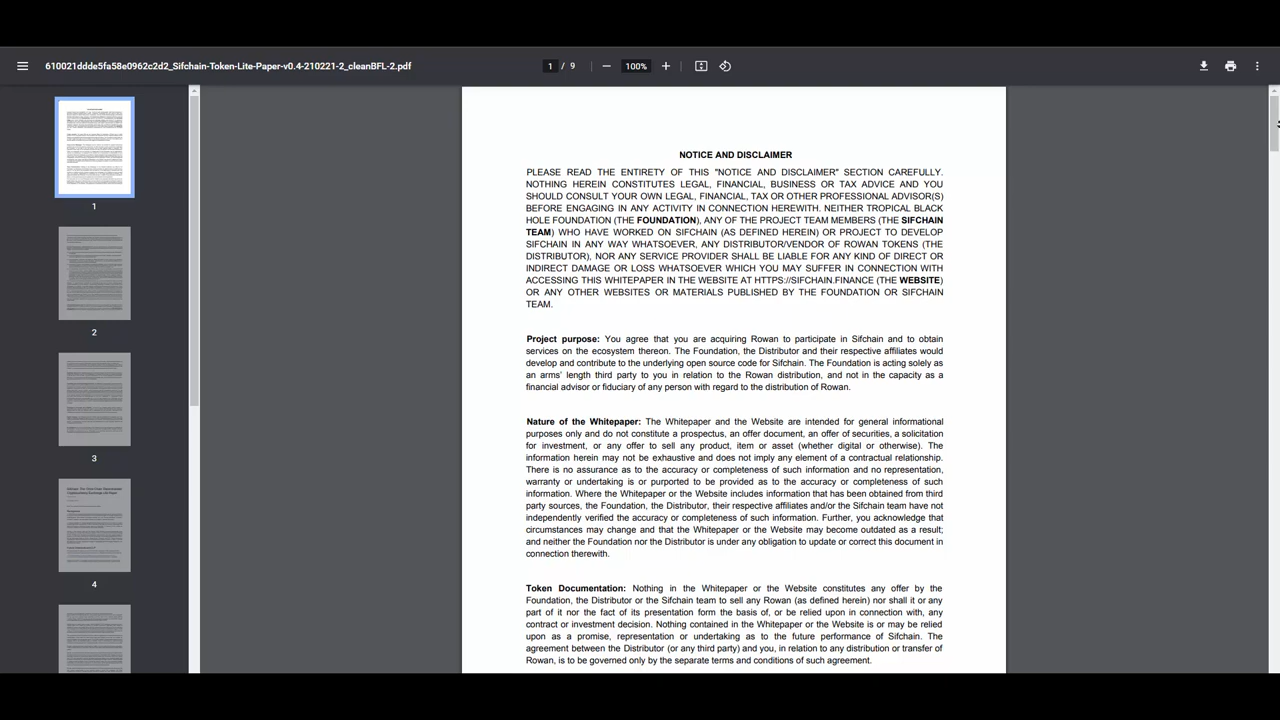 610021ddde5fa58e0962c2d2_Sifchain-Token-Lite-Paper-v0.4-210221-2_cleanBFL-2.pdf
1 / 9
100%
1
2
3
4
NOTICE AND DISCLAIMER
PLEASE READ THE ENTIRETY OF THIS "NOTICE AND DISCLAIMER" SECTION CAREFULLY.
NOTHING HEREIN CONSTITUTES LEGAL, FINANCIAL, BUSINESS OR TAX ADVICE AND YOU
SHOULD CONSULT YOUR OWN LEGAL, FINANCIAL, TAX OR OTHER PROFESSIONAL ADVISOR(S)
BEFORE ENGAGING IN ANY ACTIVITY IN CONNECTION HEREWITH. NEITHER TROPICAL BLACK
HOLE FOUNDATION (THE FOUNDATION), ANY OF THE PROJECT TEAM MEMBERS (THE SIFCHAIN
TEAM) WHO HAVE WORKED ON SIFCHAIN (AS DEFINED HEREIN) OR PROJECT TO DEVELOP
SIFCHAIN IN ANY WAY WHATSOEVER, ANY DISTRIBUTOR/VENDOR OF ROWAN TOKENS (THE
DISTRIBUTOR), NOR ANY SERVICE PROVIDER SHALL BE LIABLE FOR ANY KIND OF DIRECT OR
INDIRECT DAMAGE OR LOSS WHATSOEVER WHICH YOU MAY SUFFER IN CONNECTION WITH
ACCESSING THIS WHITEPAPER IN THE WEBSITE AT HTTPS://SIFCHAIN.FINANCE (THE WEBSITE)
OR ANY OTHER WEBSITES OR MATERIALS PUBLISHED BY THE FOUNDATION OR SIFCHAIN
TEAM.
Project purpose: You agree that you are acquiring Rowan to participate in Sifchain and to obtain
services on the ecosystem thereon. The Foundation, the Distributor and their respective affiliates would
develop and contribute to the underlying open source code for Sifchain. The Foundation is acting solely as
an arms' length third party to you in relation to the Rowan distribution, and not in the capacity as a
financial advisor or fiduciary of any person with regard to the distribution of Rowan.
Nature of the Whitepaper: The Whitepaper and the Website are intended for general informational
purposes only and do not constitute a prospectus, an offer document, an offer of securities, a solicitation
for investment, or any offer to sell any product, item or asset (whether digital or otherwise). The
information herein may not be exhaustive and does not imply any element of a contractual relationship.
There is no assurance as to the accuracy or completeness of such information and no representation,
warranty or undertaking is or purported to be provided as to the accuracy or completeness of such
information. Where the Whitepaper or the Website includes information that has been obtained from third
party sources, the Foundation, the Distributor, their respective affiliates and/or the Sifchain team have not
independently verified the accuracy or completeness of such information. Further, you acknowledge that
circumstances may change and that the Whitepaper or the Website may become outdated as a result;
and neither the Foundation nor the Distributor is under any obligation to update or correct this document in
connection therewith.
Token Documentation: Nothing in the Whitepaper or the Website constitutes any offer by the
Foundation, the Distributor or the Sifchain team to sell any Rowan (as defined herein) nor shall it or any
part of it nor the fact of its presentation form the basis of, or be relied upon in connection with, any
contract or investment decision. Nothing contained in the Whitepaper or the Website is or may be relied
upon as a promise, representation or undertaking as to the future performance of Sifchain. The
agreement between the Distributor (or any third party) and you, in relation to any distribution or transfer of
Rowan, is to be governed only by the separate terms and conditions of such agreement.